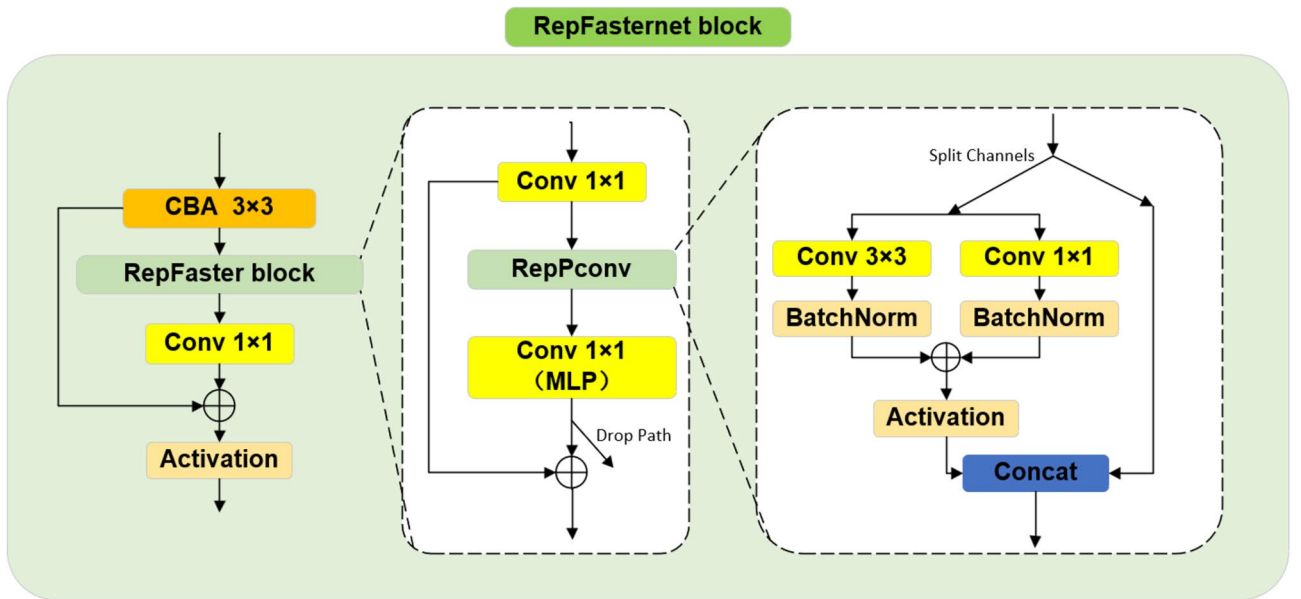 RepFasternet block
CBA 3×3
RepFaster block
Conv 1×1
Activation
Conv 1×1
RepPconv
Conv 1×1
（MLP）
Drop Path
Split Channels
Conv 3×3
Conv 1×1
BatchNorm
BatchNorm
Activation
Concat